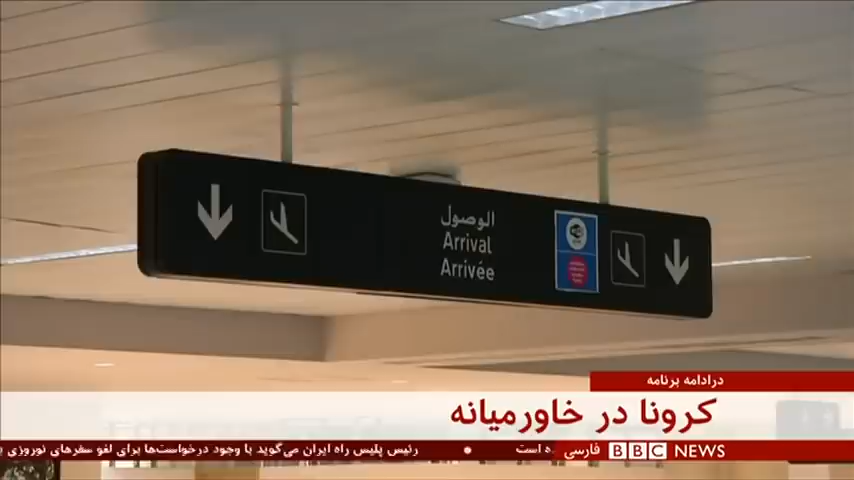 الوصول
Arrival
Arrivée
درادامه برنامه
کرونا در خاورمیانه
BBC NEWS فارسی
ه است • رئیس پلیس راه ایران می‌گوید با وجود درخواست‌ها برای لغو سفرهای نوروزی